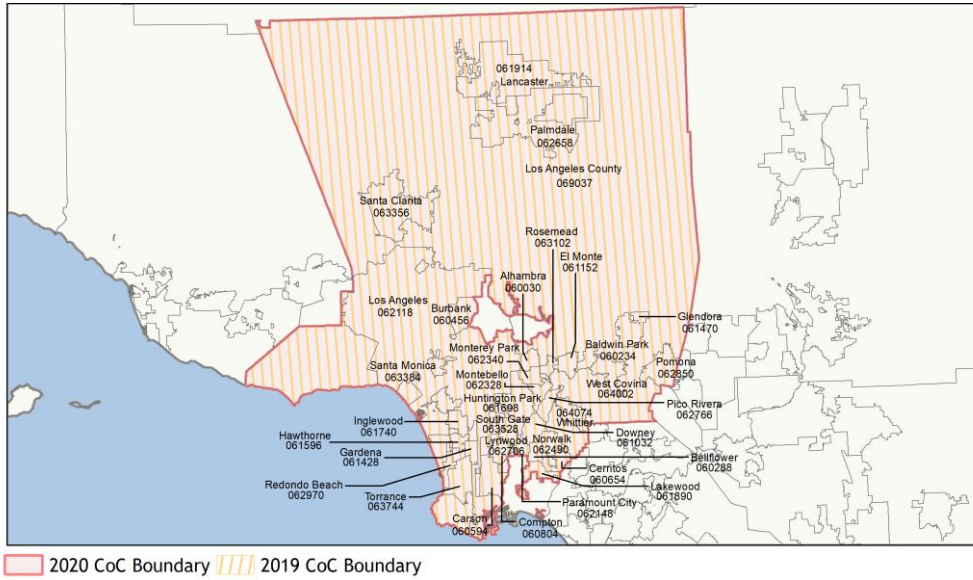 061914
Lancaster
Palmdale
062658
Los Angeles County
069037
Santa Clarita
063356
Rosemead
063102
El Monte
061152
Alhambra
060030
Los Angeles
062118
Burbank
060456
Glendora
061470
Monterey Park
062340
Baldwin Park
060234
Pomona
062850
Santa Monica
063384
Montebello
062328
West Covina
064002
Huntington Park
061698
Pico Rivera
062766
Inglewood
061740
South Gate
063528
064074
Whittier
Downey
061032
Hawthorne
061596
Lynwood
062706
Norwalk
062490
Gardena
061428
Bellflower
060288
Cerritos
060654
Redondo Beach
062970
Lakewood
061890
Torrance
063744
Paramount City
062148
Carson
060594
Compton
060804
2020 CoC Boundary
2019 CoC Boundary